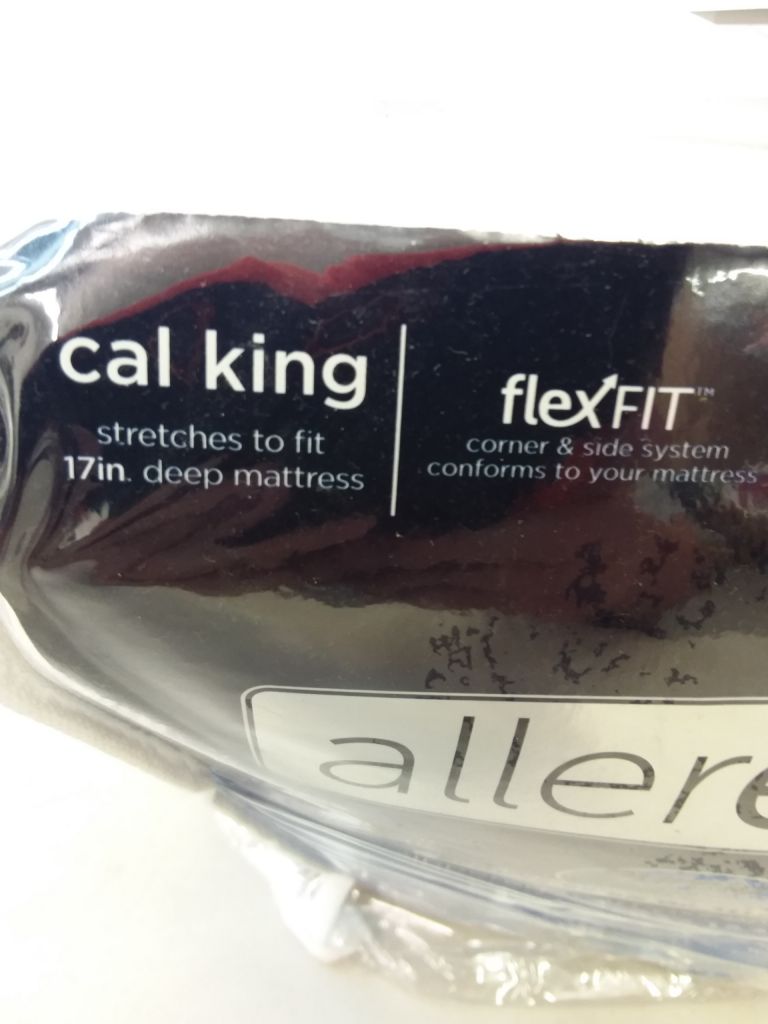 cal king
stretches to fit
17in. deep mattress
flexFIT™
corner & side system
conforms to your mattress
allere